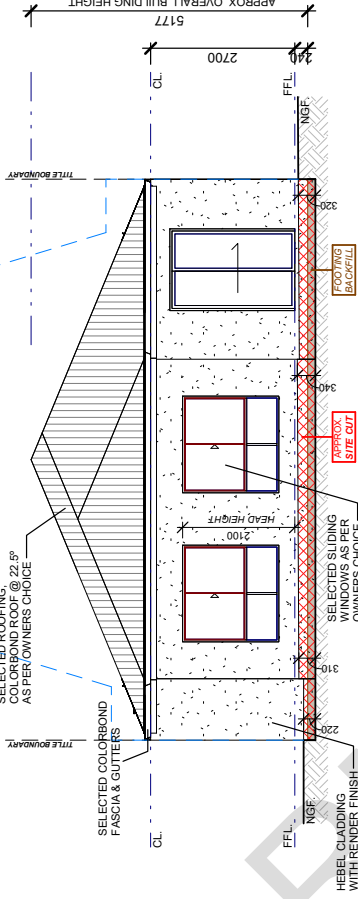 SELECTED ROOFING,
COLORBOND ROOF @ 22.5°
AS PER OWNERS CHOICE
TITLE BOUNDARY
TITLE BOUNDARY
5177
APPROX. OVERALL BUILDING HEIGHT
SELECTED COLORBOND
FASCIA & GUTTERS
CL.
CL.
2700
2100
HEAD HEIGHT
FFL.
FFL.
240
NGF
NGF
220
310
340
320
HEBEL CLADDING
WITH RENDER FINISH
SELECTED SLIDING
WINDOWS AS PER
OWNERS CHOICE
APPROX.
SITE CUT
FOOTING
BACKFILL